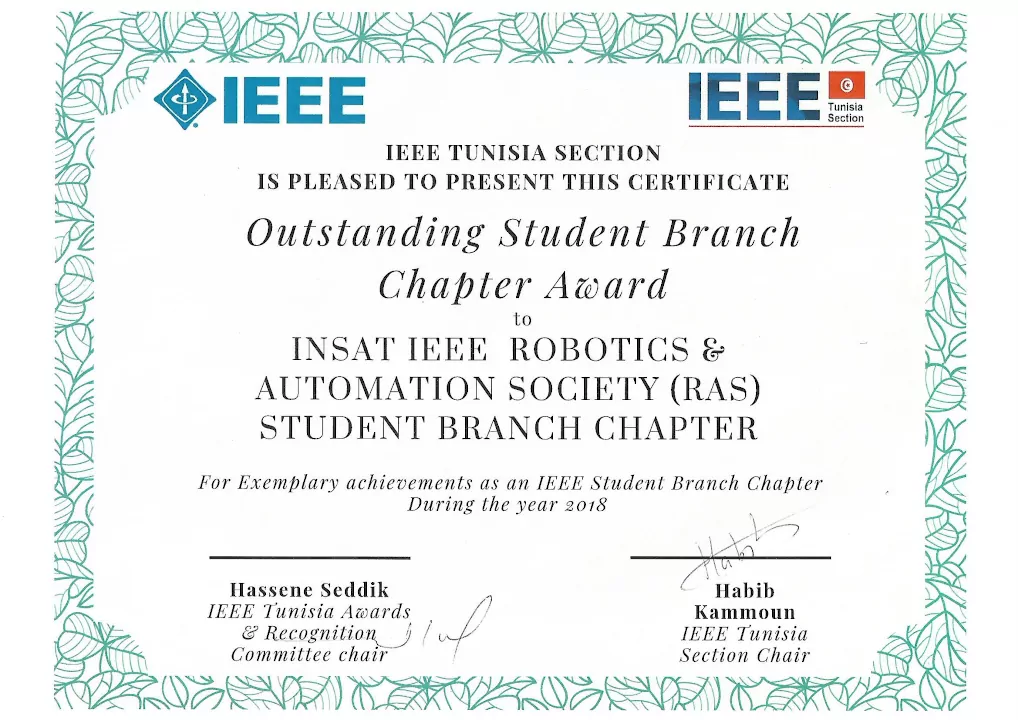 IEEE
IEEE
Tunisia
Section
IEEE TUNISIA SECTION
IS PLEASED TO PRESENT THIS CERTIFICATE
Outstanding Student Branch
Chapter Award
to
INSAT IEEE ROBOTICS &
AUTOMATION SOCIETY (RAS)
STUDENT BRANCH CHAPTER
For Exemplary achievements as an IEEE Student Branch Chapter
During the year 2018
Habib
Hassene Seddik
IEEE Tunisia Awards
& Recognition
Committee chair
Habib
Kammoun
IEEE Tunisia
Section Chair